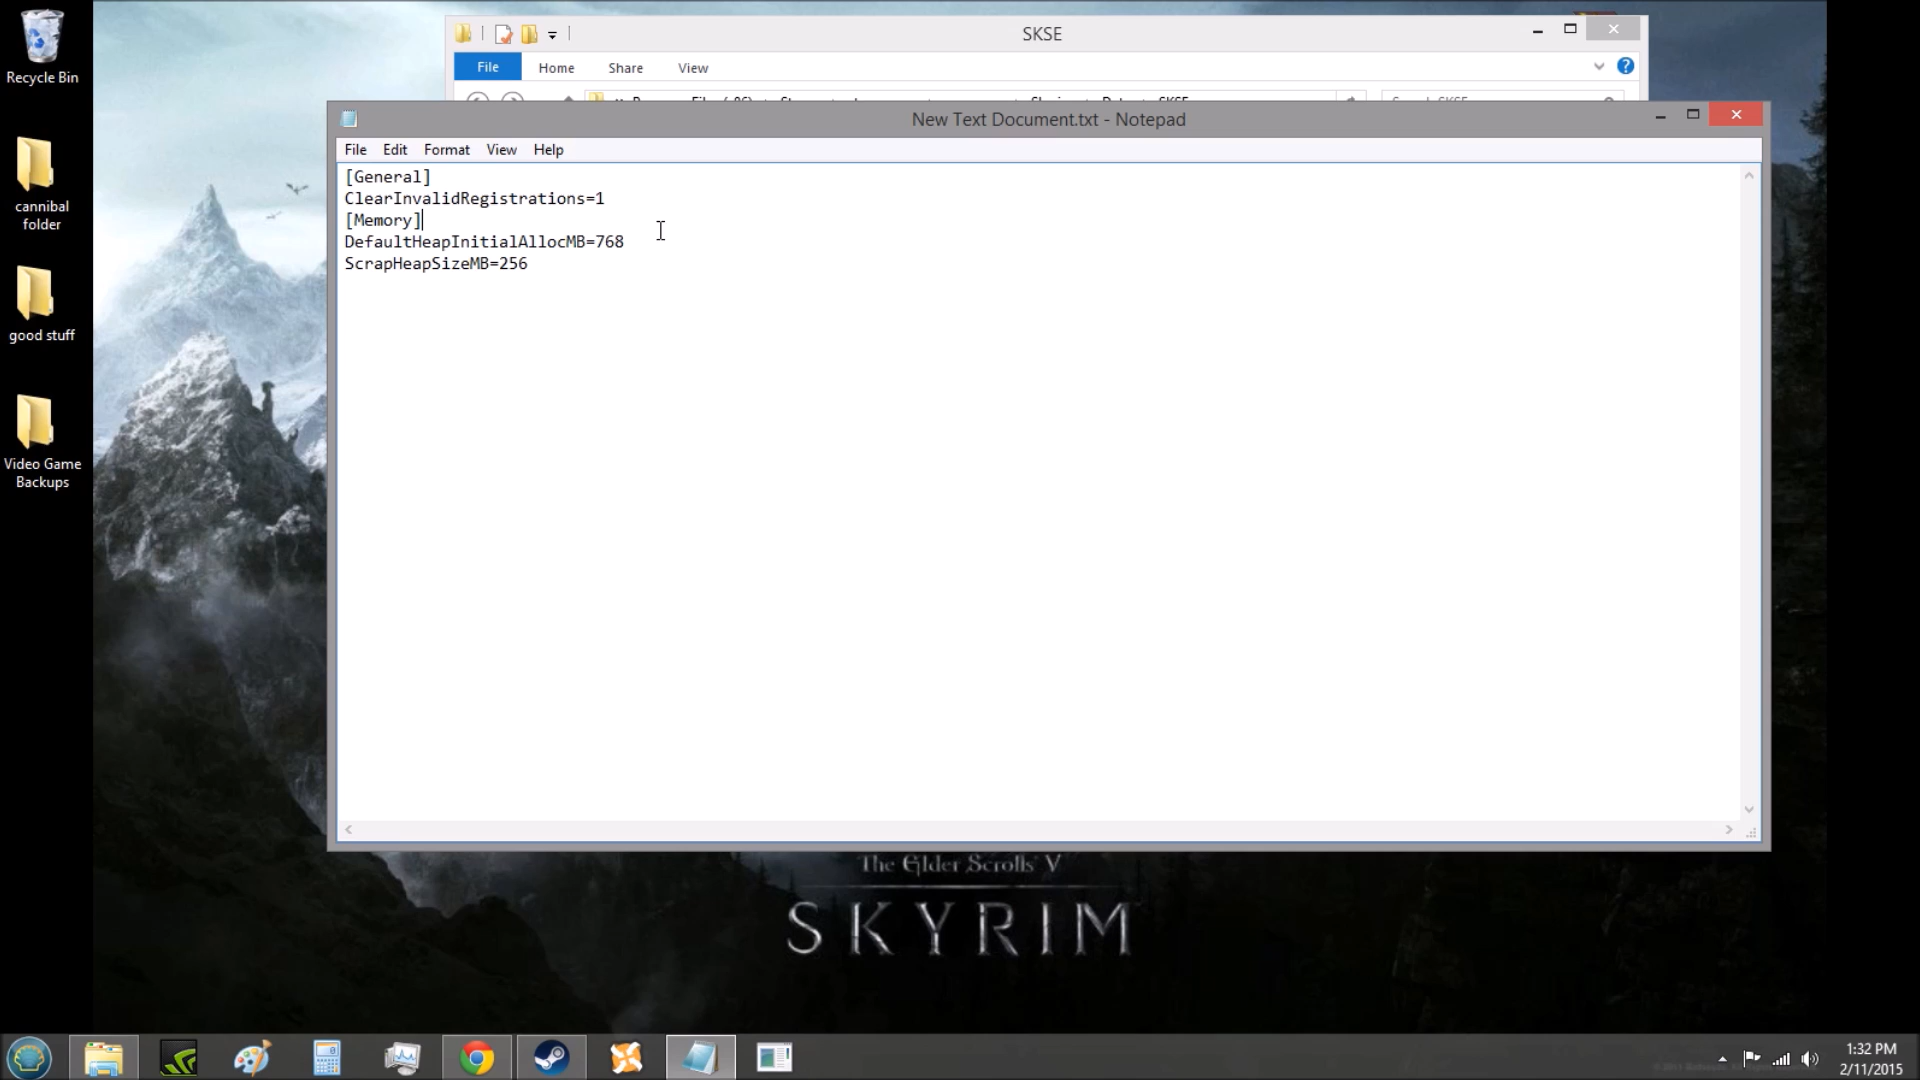 Recycle Bin
cannibal
folder
good stuff
Video Game
Backups
SKSE
File Home Share View
New Text Document.txt - Notepad
File Edit Format View Help
[General]
ClearInvalidRegistrations=1
[Memory]
DefaultHeapInitialAllocMB=768
ScrapHeapSizeMB=256
The Elder Scrolls V
SKYRIM
1:32 PM
2/11/2015